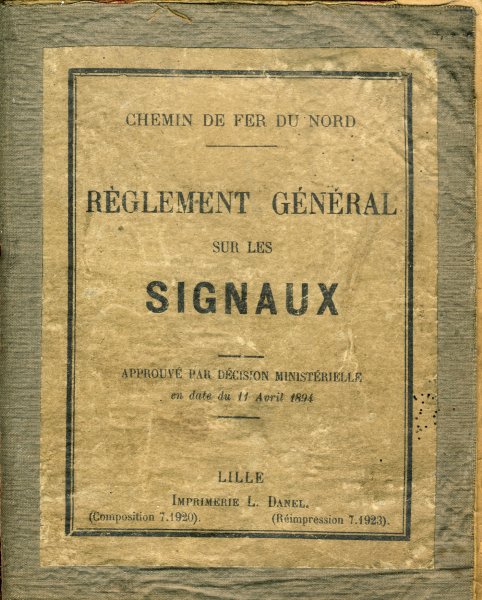 CHEMIN DE FER DU NORD
RÈGLEMENT GÉNÉRAL
SUR LES
SIGNAUX
APPROUVÉ PAR DÉCISION MINISTÉRIELLE
en date du 11 Avril 1894
LILLE
IMPRIMERIE L. DANEL.
(Composition 7.1920). (Réimpression 7.1923).